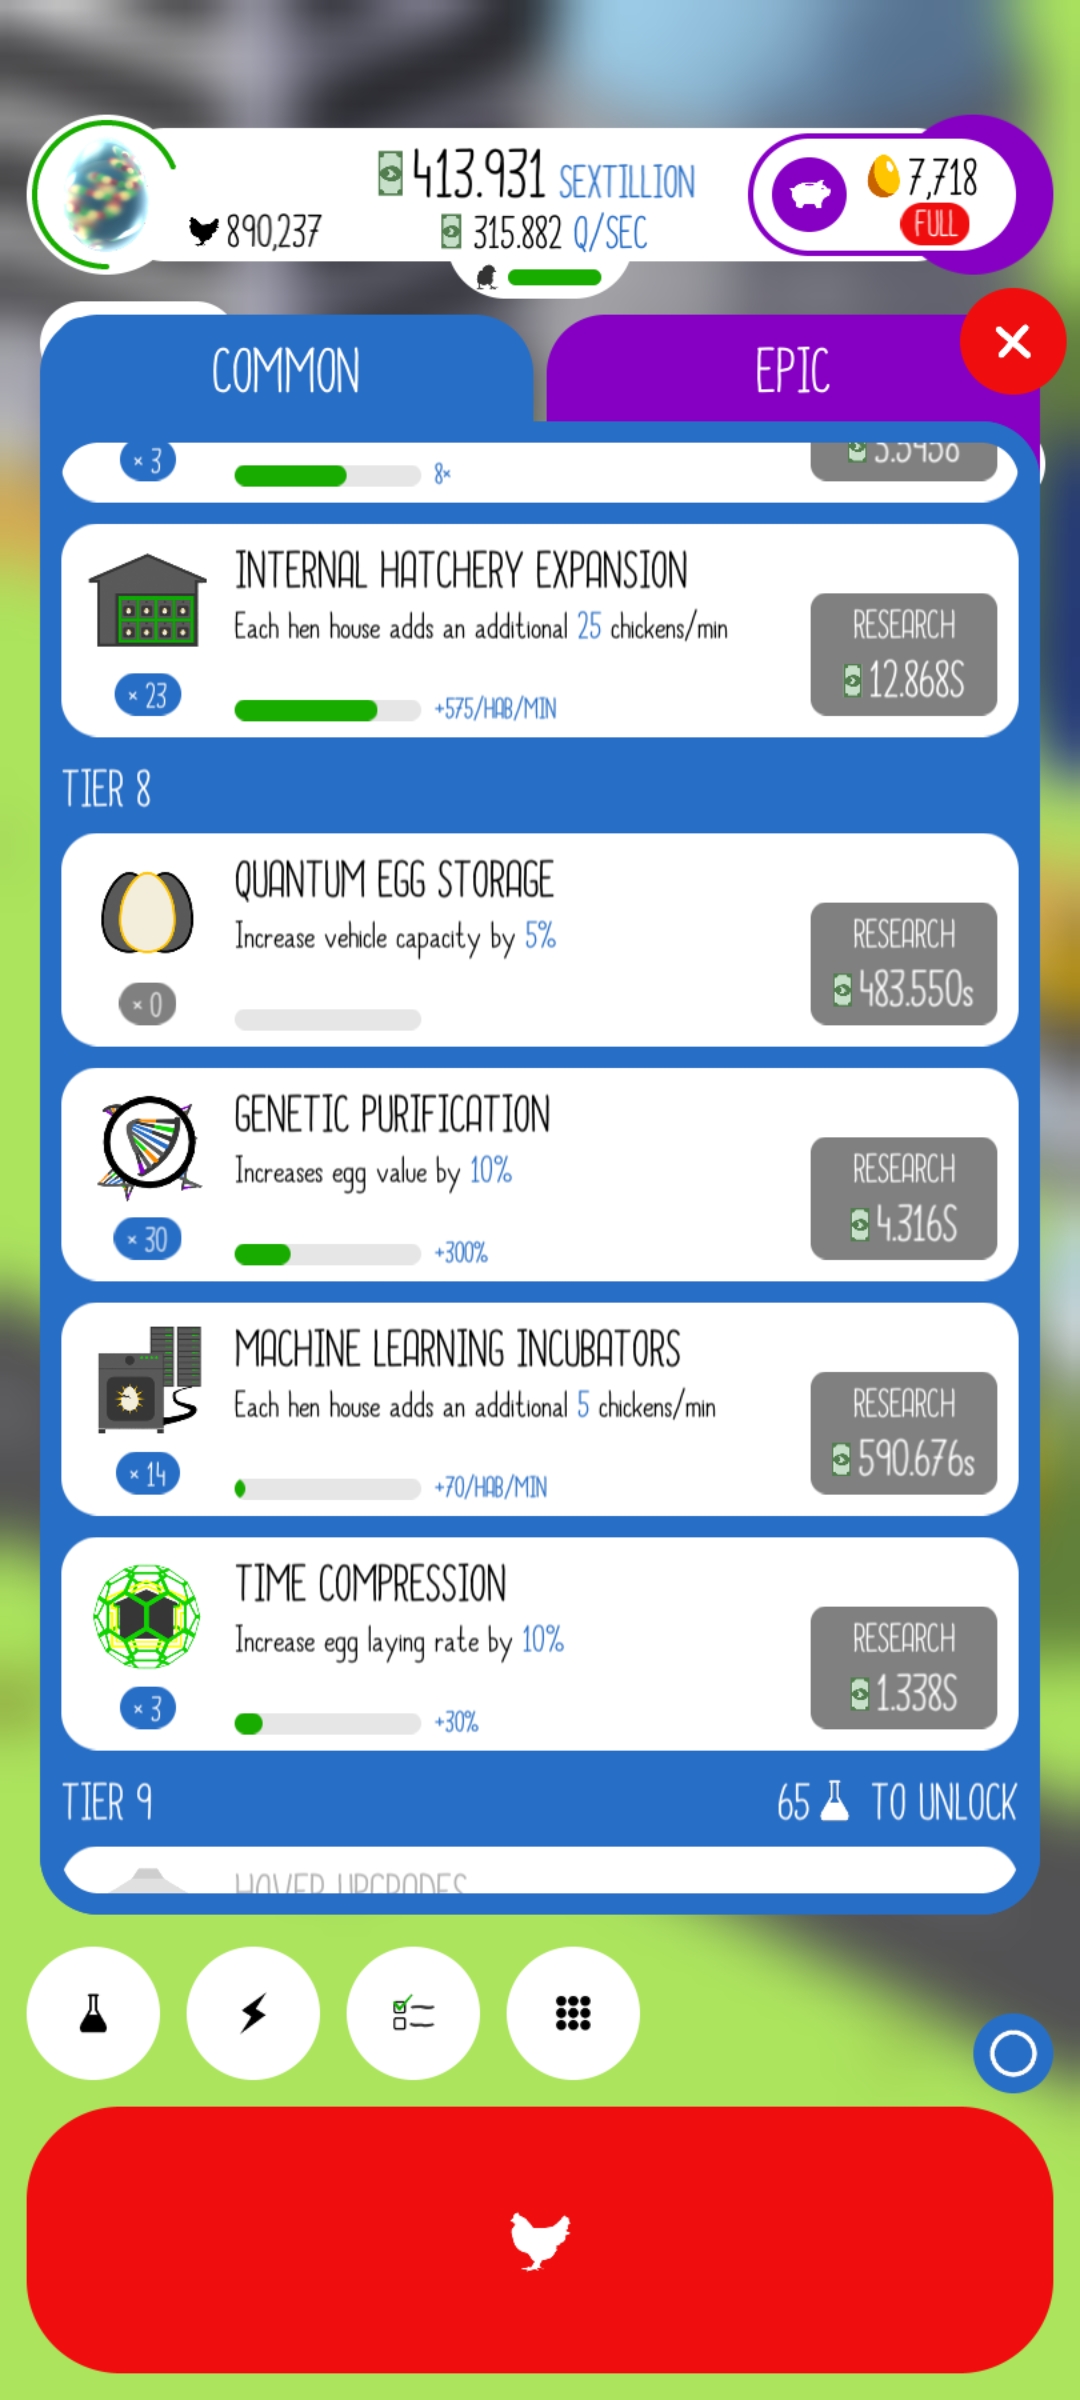 413.931 SEXTILLION
890,237
315.882 Q/SEC
7,718
FULL
COMMON
EPIC
× 3
8×
INTERNAL HATCHERY EXPANSION
Each hen house adds an additional 25 chickens/min
RESEARCH
12.868S
× 23
+575/HAB/MIN
TIER 8
QUANTUM EGG STORAGE
Increase vehicle capacity by 5%
RESEARCH
483.550s
× 0
GENETIC PURIFICATION
Increases egg value by 10%
RESEARCH
4.316S
× 30
+300%
MACHINE LEARNING INCUBATORS
Each hen house adds an additional 5 chickens/min
RESEARCH
590.676s
× 14
+70/HAB/MIN
TIME COMPRESSION
Increase egg laying rate by 10%
RESEARCH
1.338S
× 3
+30%
TIER 9
65 TO UNLOCK
HOVER UPGRADES